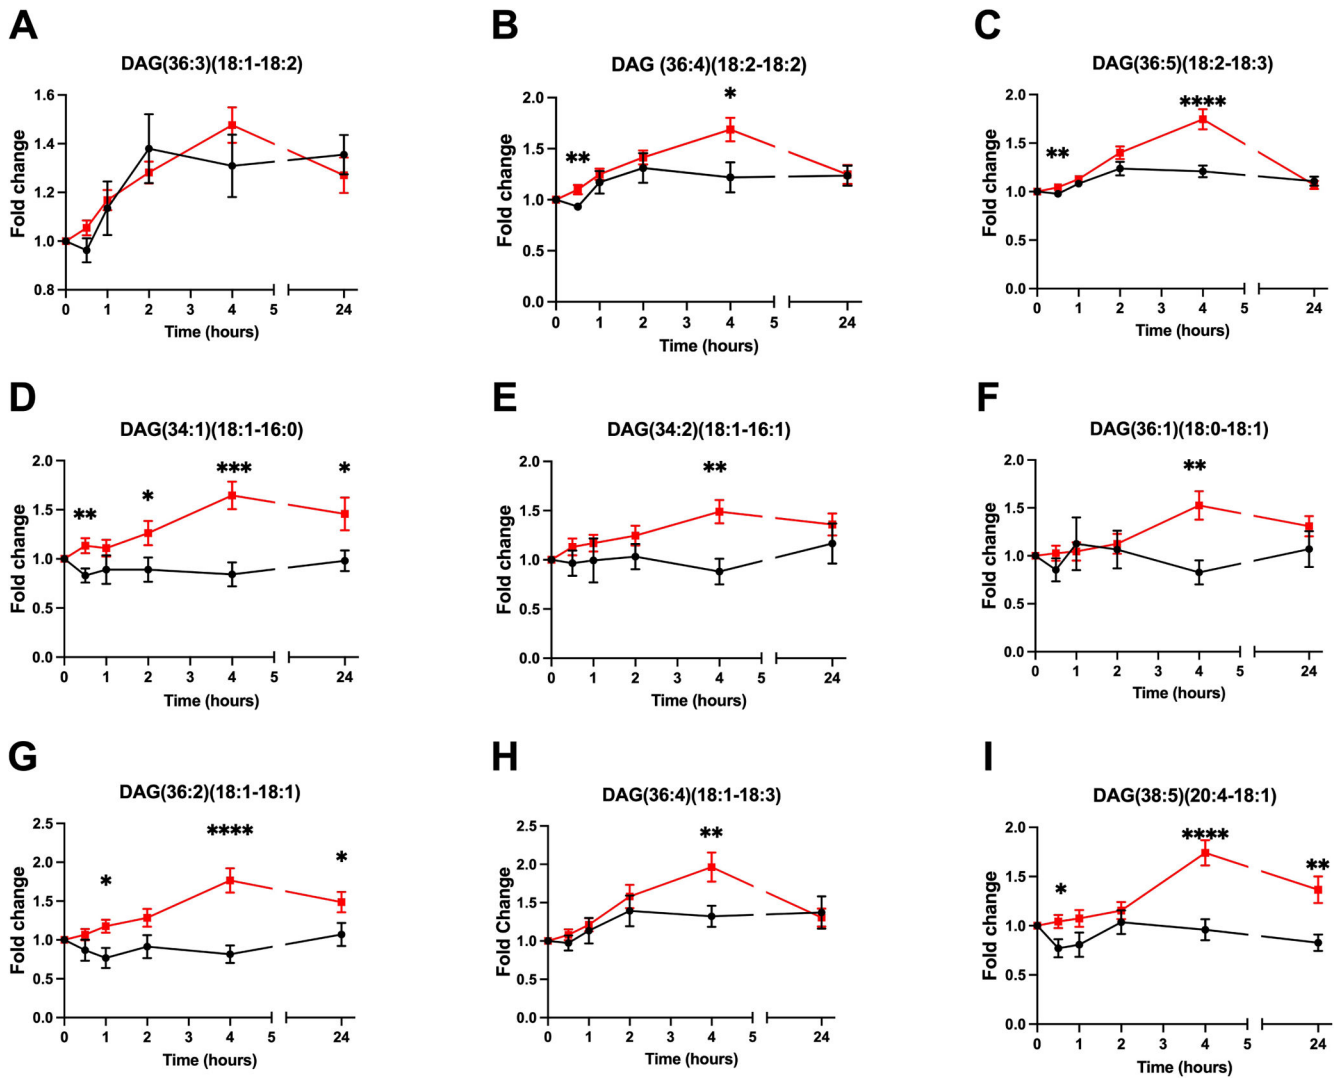 A
DAG(36:3)(18:1-18:2)
Fold change
1.6
1.4
1.2
1.0
0.8
0 1 2 3 4 5 24
Time (hours)
B
DAG (36:4)(18:2-18:2)
Fold change
2.0
1.5
1.0
0.5
0.0
**
*
0 1 2 3 4 5 24
Time (hours)
C
DAG(36:5)(18:2-18:3)
Fold change
2.0
1.5
1.0
0.5
0.0
**
****
0 1 2 3 4 5 24
Time (hours)
D
DAG(34:1)(18:1-16:0)
Fold change
2.0
1.5
1.0
0.5
0.0
**
*
***
*
0 1 2 3 4 5 24
Time (hours)
E
DAG(34:2)(18:1-16:1)
Fold change
2.0
1.5
1.0
0.5
0.0
**
0 1 2 3 4 5 24
Time (hours)
F
DAG(36:1)(18:0-18:1)
Fold change
2.0
1.5
1.0
0.5
0.0
**
0 1 2 3 4 5 24
Time (hours)
G
DAG(36:2)(18:1-18:1)
Fold change
2.5
2.0
1.5
1.0
0.5
0.0
*
****
*
0 1 2 3 4 5 24
Time (hours)
H
DAG(36:4)(18:1-18:3)
Fold Change
2.5
2.0
1.5
1.0
0.5
0.0
**
0 1 2 3 4 5 24
Time (hours)
I
DAG(38:5)(20:4-18:1)
Fold change
2.0
1.5
1.0
0.5
0.0
*
****
**
0 1 2 3 4 5 24
Time (hours)